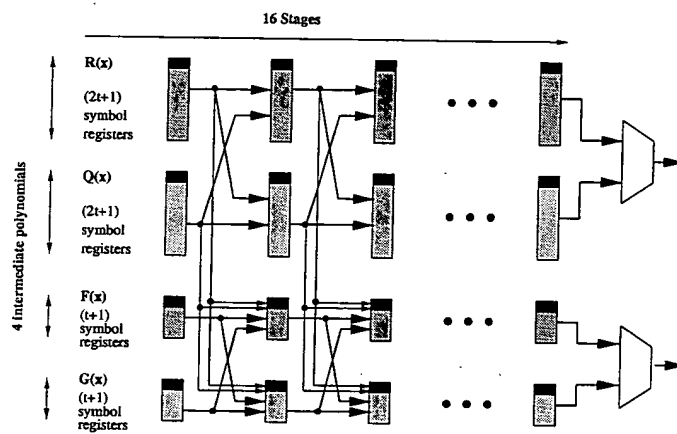 16 Stages
R(x)
(2t+1)
symbol
registers
Q(x)
(2t+1)
symbol
registers
F(x)
(t+1)
symbol
registers
G(x)
(t+1)
symbol
registers
4 intermediate polynomials